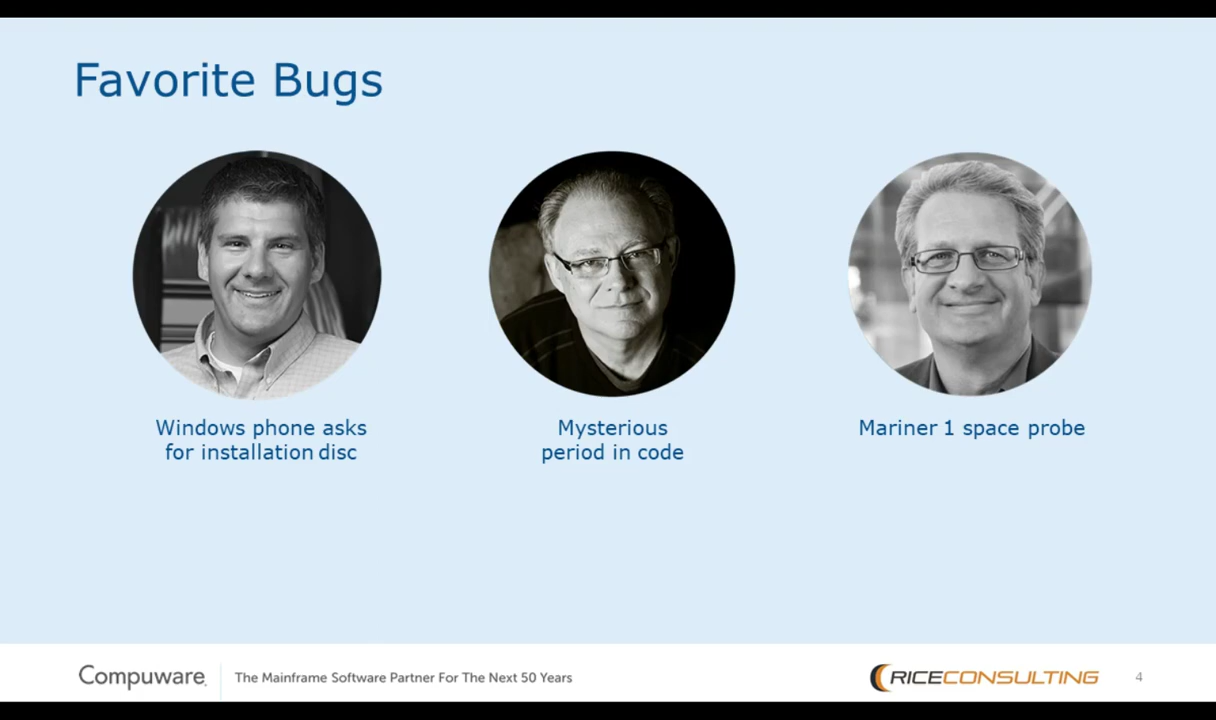 Favorite Bugs
Windows phone asks
for installation disc
Mysterious
period in code
Mariner 1 space probe
Compuware
The Mainframe Software Partner For The Next 50 Years
RICECONSULTING
4